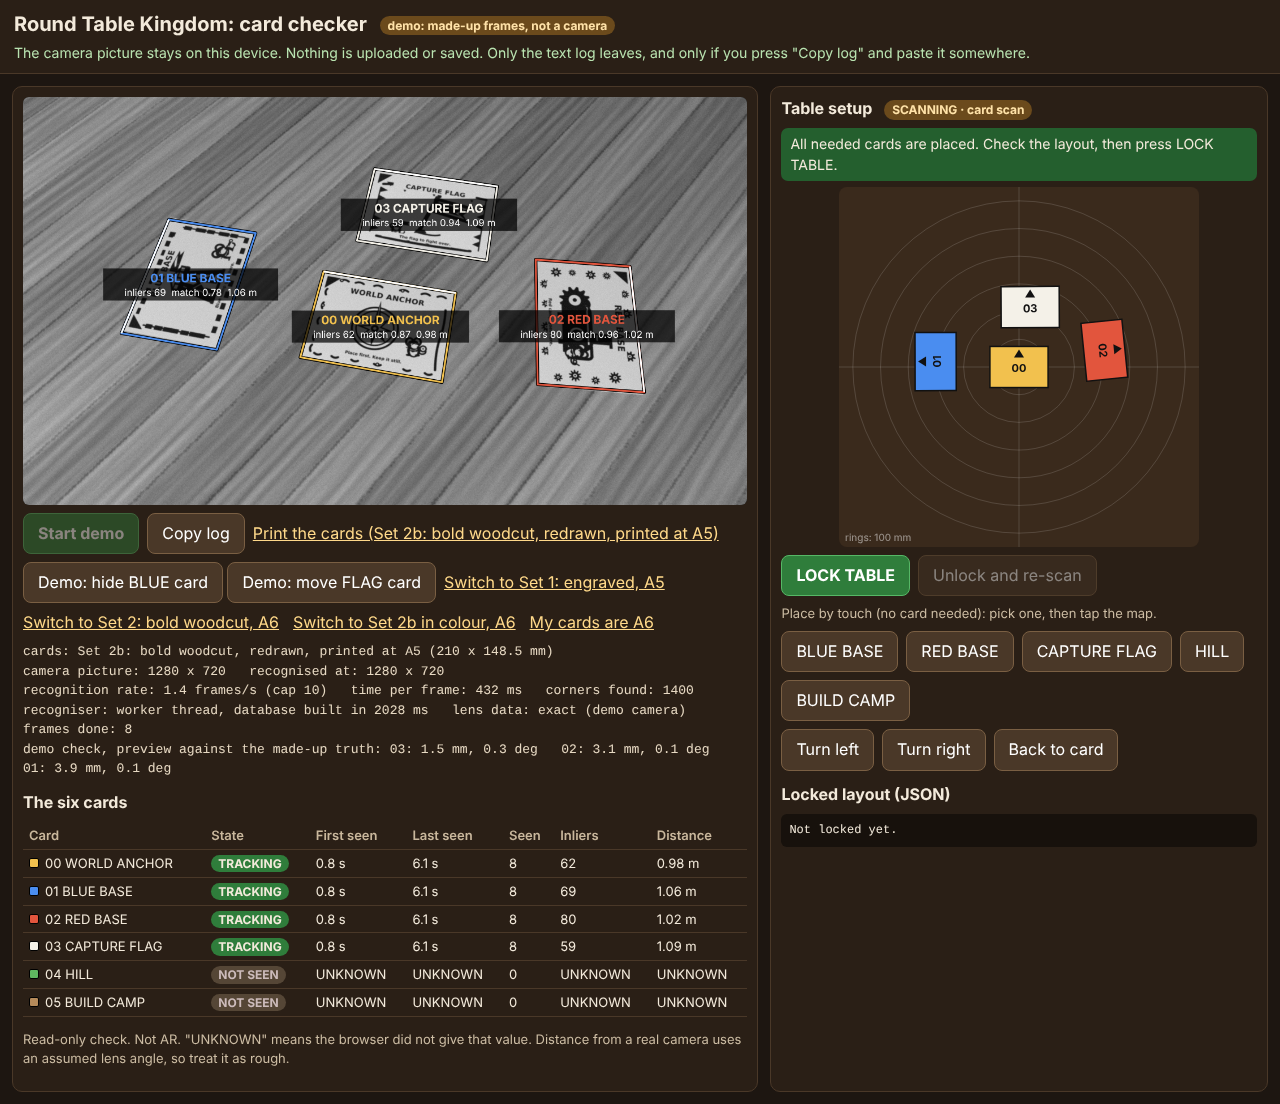 Round Table Kingdom: card checker demo: made-up frames, not a camera
The camera picture stays on this device. Nothing is uploaded or saved. Only the text log leaves, and only if you press "Copy log" and paste it somewhere.
CAPTURE FLAG
03 CAPTURE FLAG
inliers 59 match 0.94 1.09 m
The flag to fight over.
01 BLUE BASE
inliers 69 match 0.78 1.06 m
WORLD ANCHOR
00 WORLD ANCHOR
inliers 62 match 0.87 0.98 m
Place first. Keep it still.
02 RED BASE
inliers 80 match 0.96 1.02 m
Start demo Copy log Print the cards (Set 2b: bold woodcut, redrawn, printed at A5)
Demo: hide BLUE card Demo: move FLAG card Switch to Set 1: engraved, A5
Switch to Set 2: bold woodcut, A6 Switch to Set 2b in colour, A6 My cards are A6
cards: Set 2b: bold woodcut, redrawn, printed at A5 (210 x 148.5 mm)
camera picture: 1280 x 720 recognised at: 1280 x 720
recognition rate: 1.4 frames/s (cap 10) time per frame: 432 ms corners found: 1400
recogniser: worker thread, database built in 2028 ms lens data: exact (demo camera)
frames done: 8
demo check, preview against the made-up truth: 03: 1.5 mm, 0.3 deg 02: 3.1 mm, 0.1 deg
01: 3.9 mm, 0.1 deg
The six cards
Card State First seen Last seen Seen Inliers Distance
00 WORLD ANCHOR TRACKING 0.8 s 6.1 s 8 62 0.98 m
01 BLUE BASE TRACKING 0.8 s 6.1 s 8 69 1.06 m
02 RED BASE TRACKING 0.8 s 6.1 s 8 80 1.02 m
03 CAPTURE FLAG TRACKING 0.8 s 6.1 s 8 59 1.09 m
04 HILL NOT SEEN UNKNOWN UNKNOWN 0 UNKNOWN UNKNOWN
05 BUILD CAMP NOT SEEN UNKNOWN UNKNOWN 0 UNKNOWN UNKNOWN
Read-only check. Not AR. "UNKNOWN" means the browser did not give that value. Distance from a real camera uses
an assumed lens angle, so treat it as rough.
Table setup SCANNING · card scan
All needed cards are placed. Check the layout, then press LOCK
TABLE.
03
01
02
00
rings: 100 mm
LOCK TABLE Unlock and re-scan
Place by touch (no card needed): pick one, then tap the map.
BLUE BASE RED BASE CAPTURE FLAG HILL
BUILD CAMP
Turn left Turn right Back to card
Locked layout (JSON)
Not locked yet.